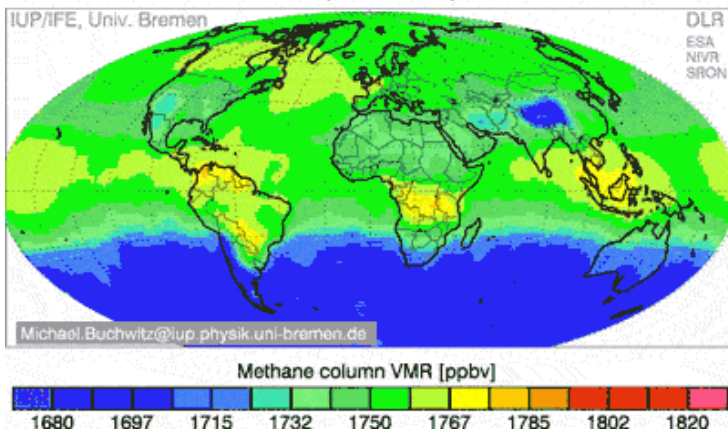 IUP/IFE, Univ. Bremen
DLR
ESA
NIVR
SRON
Michael.Buchwitz@iup.physik.uni-bremen.de
Methane column VMR [ppbv]
1680 1697 1715 1732 1750 1767 1785 1802 1820